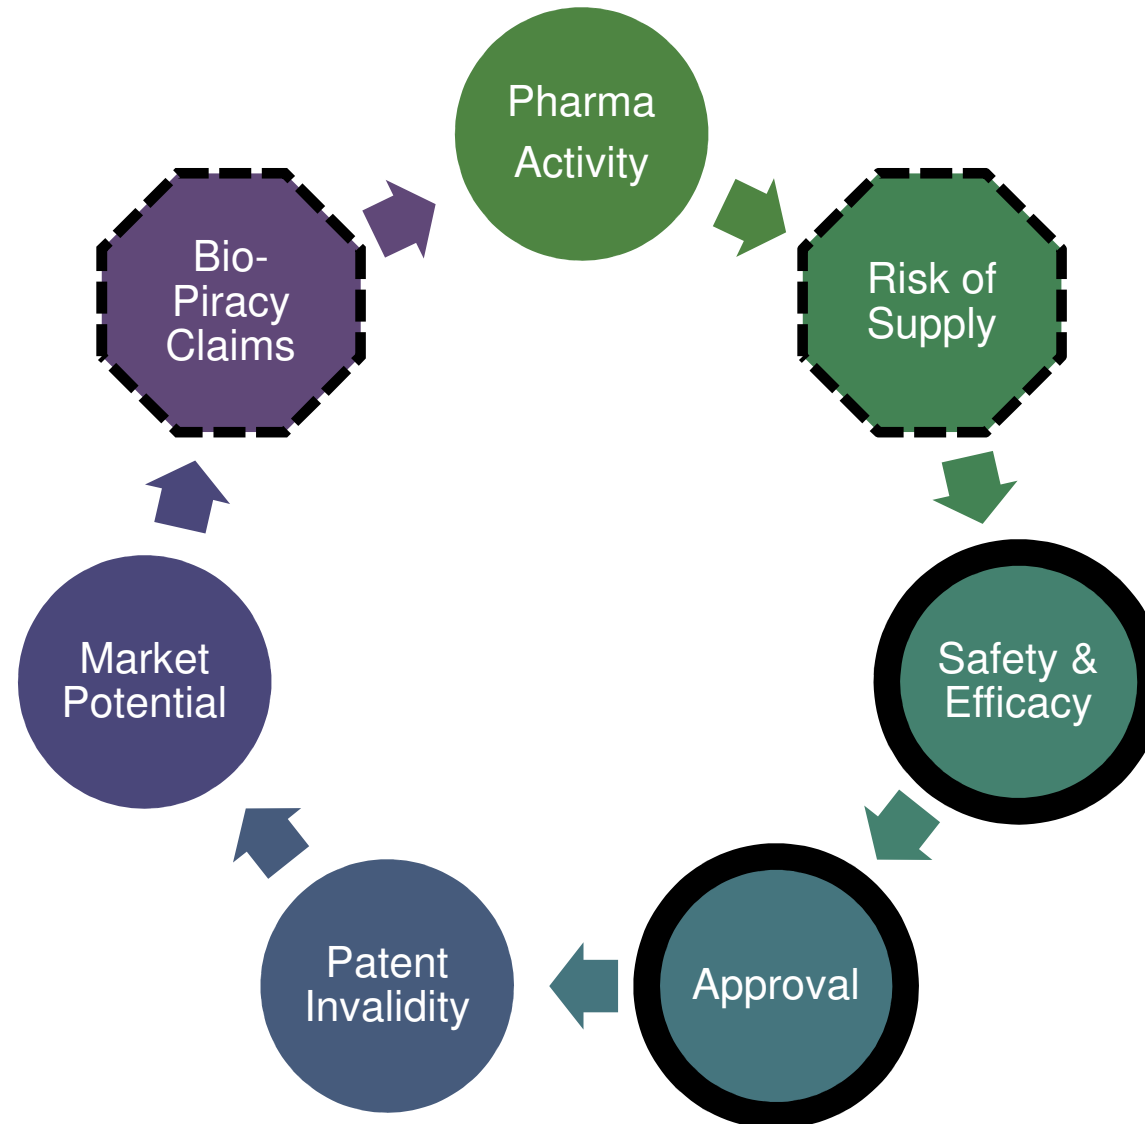 Pharma
Activity
Risk of
Supply
Safety &
Efficacy
Approval
Patent
Invalidity
Market
Potential
Bio-
Piracy
Claims